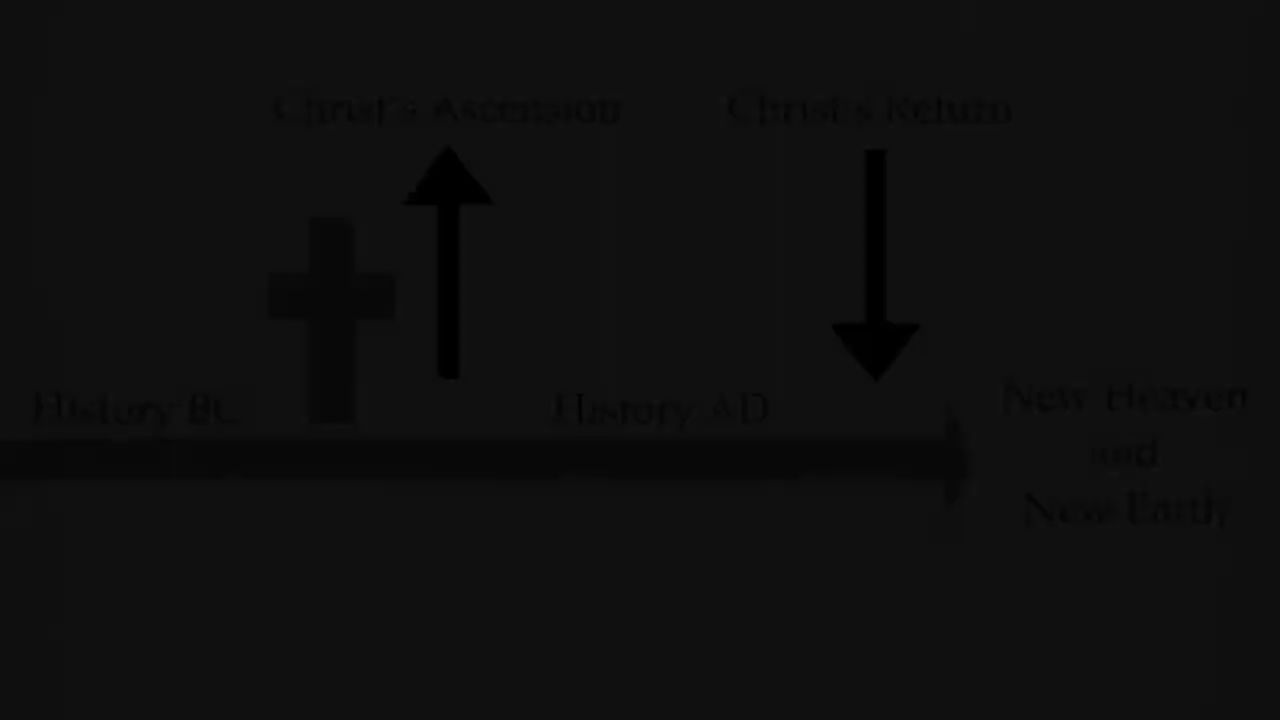 Christ's Ascension
Christ's Return
History BC
History AD
New Heaven
and
New Earth